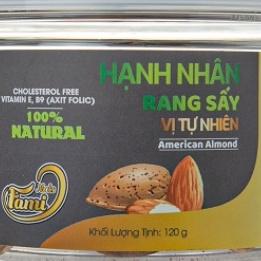 HẠNH NHÂN
RANG SẤY
VỊ TỰ NHIÊN
American Almond
CHOLESTEROL FREE
VITAMIN E, B9 (AXIT FOLIC)
100%
NATURAL
fami
Khối Lượng Tịnh: 120 g